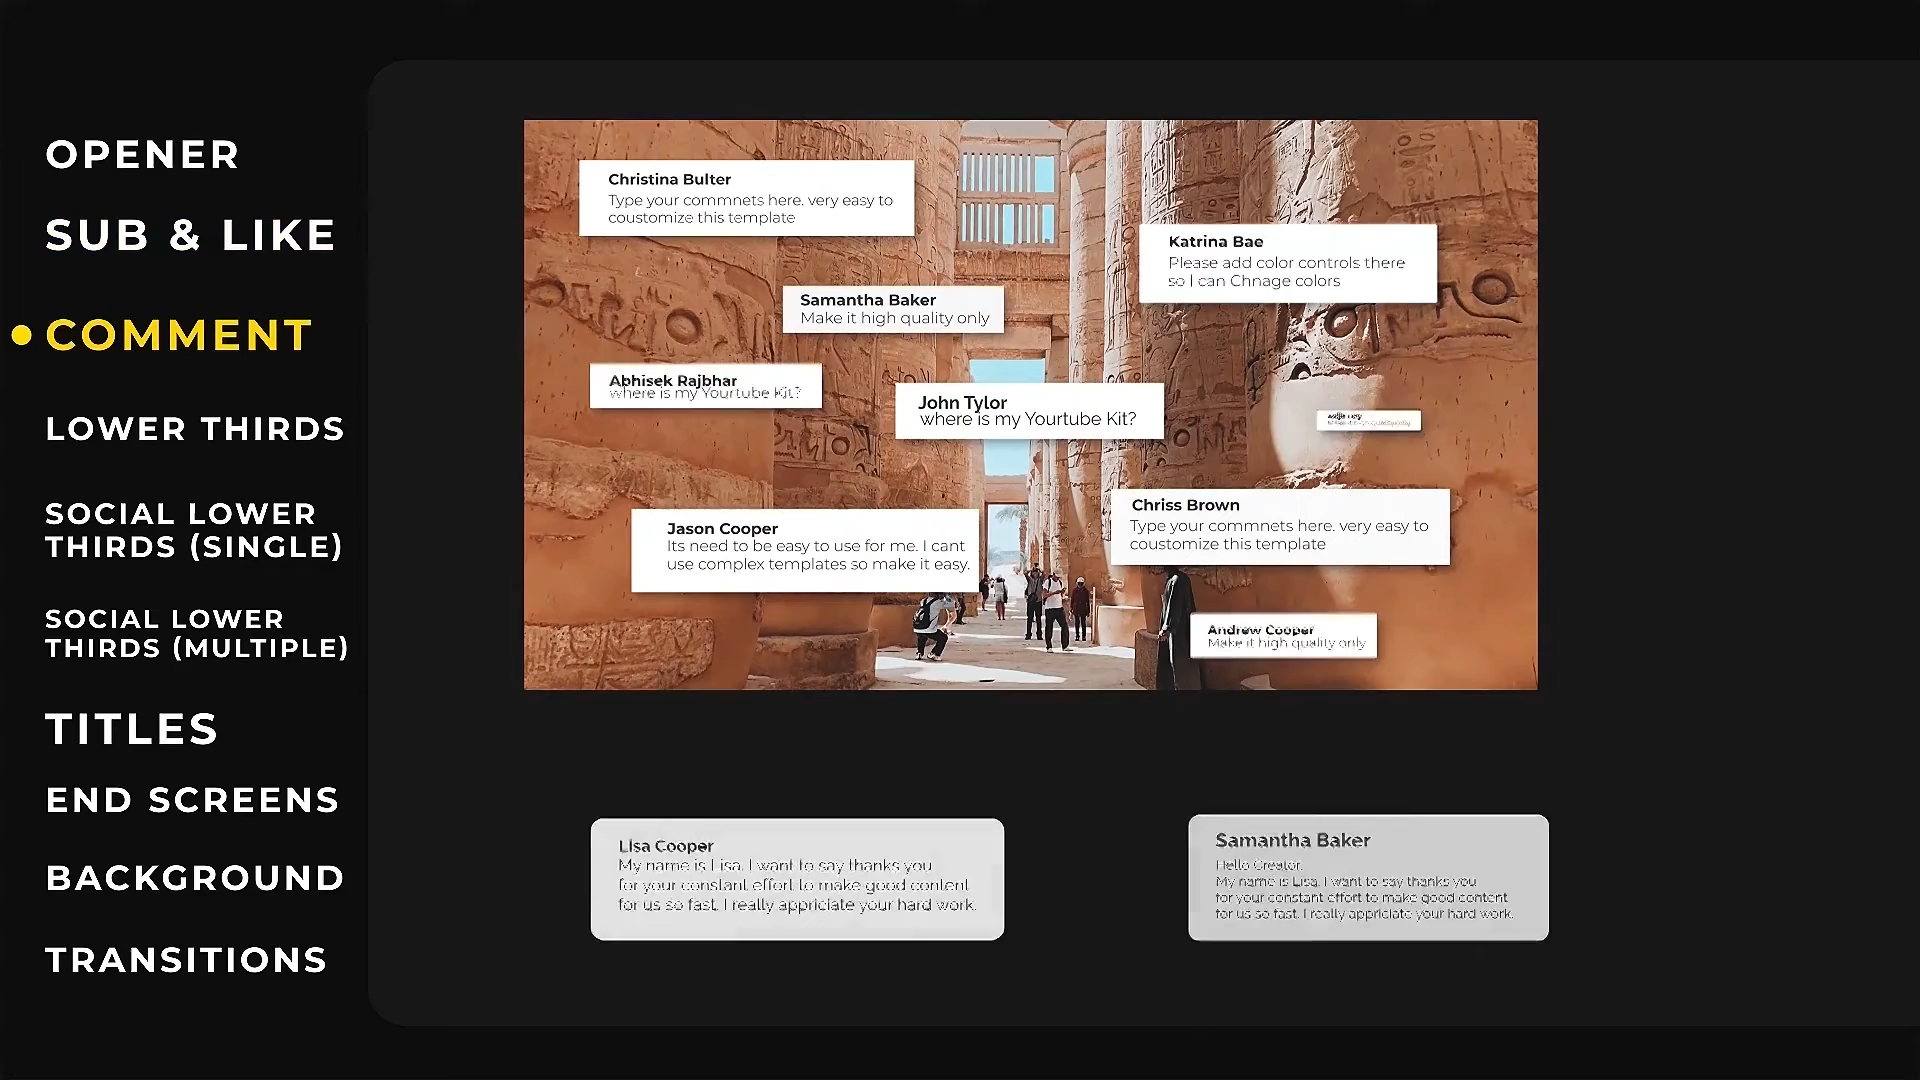 OPENER
SUB & LIKE
COMMENT
LOWER THIRDS
SOCIAL LOWER
THIRDS (SINGLE)
SOCIAL LOWER
THIRDS (MULTIPLE)
TITLES
END SCREENS
BACKGROUND
TRANSITIONS
Christina Bulter
Type your commnets here. very easy to
coustomize this template
Katrina Bae
Please add color controls there
so I can Chnage colors
Samantha Baker
Make it high quality only
Abhisek Rajbhar
where is my Yourtube Kit?
John Tylor
where is my Yourtube Kit?
Jason Cooper
Its need to be easy to use for me. I cant
use complex templates so make it easy.
Chriss Brown
Type your commnets here. very easy to
coustomize this template
Andrew Cooper
Make it high quality only
Lisa Cooper
My name is Lisa. I want to say thanks you
for your constant effort to make good content
for us so fast. I really appriciate your hard work.
Samantha Baker
Hello Creator,
My name is Lisa. I want to say thanks you
for your constant effort to make good content
for us so fast. I really appriciate your hard work.